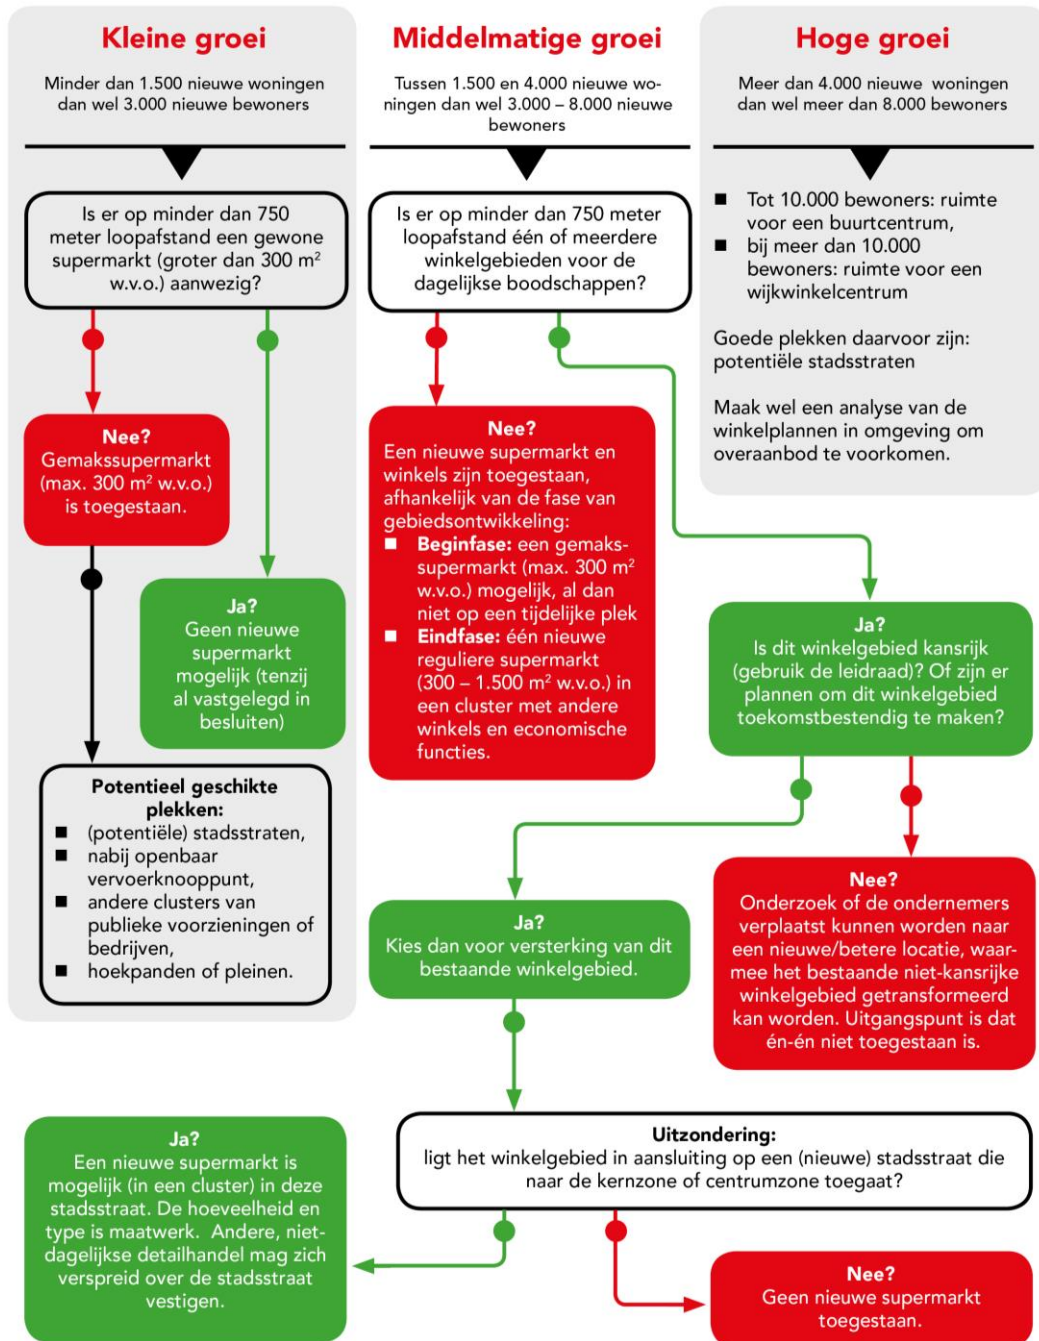 Kleine groei
Minder dan 1.500 nieuwe woningen
dan wel 3.000 nieuwe bewoners
Is er op minder dan 750
meter loopafstand een gewone
supermarkt (groter dan 300 m²
w.v.o.) aanwezig?
Nee?
Gemakssupermarkt
(max. 300 m² w.v.o.)
is toegestaan.
Ja?
Geen nieuwe
supermarkt
mogelijk (tenzij
al vastgelegd in
besluiten)
Potentieel geschikte
plekken:
■ (potentiële) stadsstraten,
■ nabij openbaar
vervoerknooppunt,
■ andere clusters van
publieke voorzieningen of
bedrijven,
■ hoekpanden of pleinen.
Middelmatige groei
Tussen 1.500 en 4.000 nieuwe wo-
ningen dan wel 3.000 – 8.000 nieuwe
bewoners
Is er op minder dan 750 meter
loopafstand één of meerdere
winkelgebieden voor de
dagelijkse boodschappen?
Nee?
Een nieuwe supermarkt en
winkels zijn toegestaan,
afhankelijk van de fase van
gebiedsontwikkeling:
■ Beginfase: een gemaks-
supermarkt (max. 300 m²
w.v.o.) mogelijk, al dan
niet op een tijdelijke plek
■ Eindfase: één nieuwe
reguliere supermarkt
(300 – 1.500 m² w.v.o.) in
een cluster met andere
winkels en economische
functies.
Hoge groei
Meer dan 4.000 nieuwe woningen
dan wel meer dan 8.000 bewoners
■ Tot 10.000 bewoners: ruimte
voor een buurtcentrum,
■ bij meer dan 10.000
bewoners: ruimte voor een
wijkwinkelcentrum
Goede plekken daarvoor zijn:
potentiële stadsstraten
Maak wel een analyse van de
winkelplannen in omgeving om
overaanbod te voorkomen.
Ja?
Is dit winkelgebied kansrijk
(gebruik de leidraad)? Of zijn er
plannen om dit winkelgebied
toekomstbestendig te maken?
Ja?
Kies dan voor versterking van dit
bestaande winkelgebied.
Nee?
Onderzoek of de ondernemers
verplaatst kunnen worden naar
een nieuwe/betere locatie, waar-
mee het bestaande niet-kansrijke
winkelgebied getransformeerd
kan worden. Uitgangspunt is dat
én-én niet toegestaan is.
Uitzondering:
ligt het winkelgebied in aansluiting op een (nieuwe) stadsstraat die
naar de kernzone of centrumzone toegaat?
Ja?
Een nieuwe supermarkt is
mogelijk (in een cluster) in deze
stadsstraat. De hoeveelheid en
type is maatwerk. Andere, niet-
dagelijkse detailhandel mag zich
verspreid over de stadsstraat
vestigen.
Nee?
Geen nieuwe supermarkt
toegestaan.